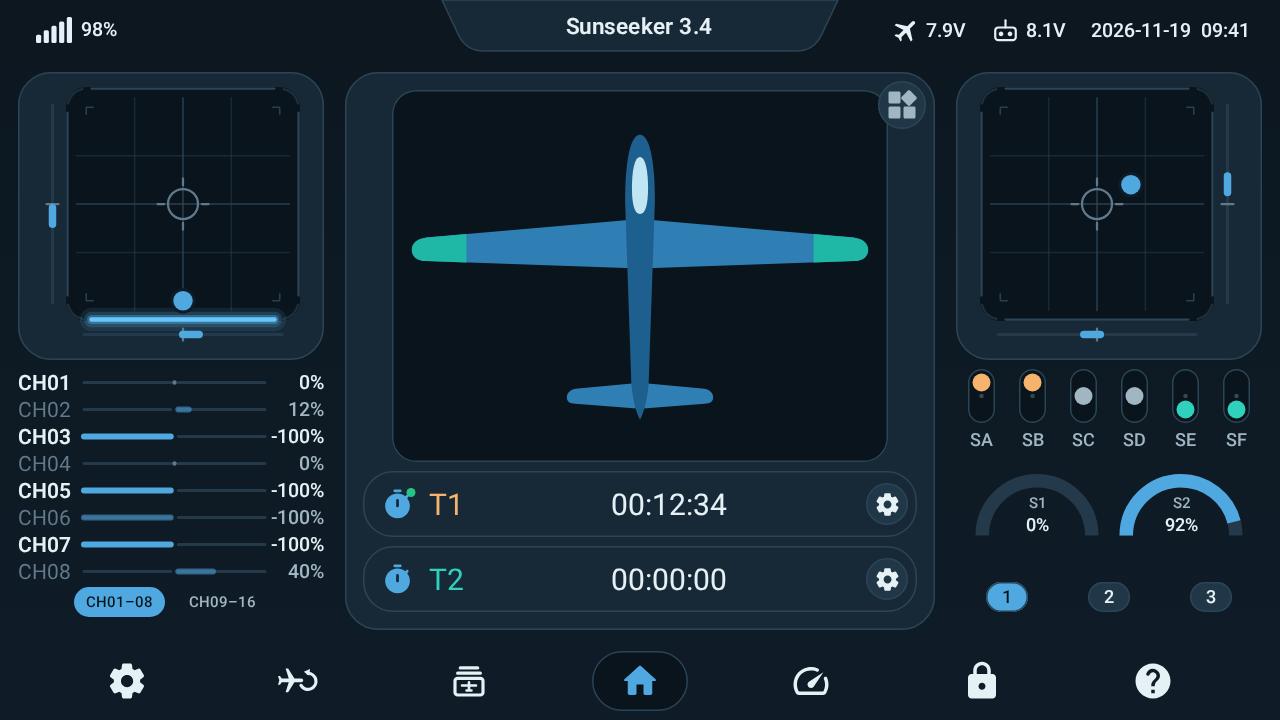 98%
Sunseeker 3.4
7.9V
8.1V
2026-11-19 09:41
CH01 0%
CH02 12%
CH03 -100%
CH04 0%
CH05 -100%
CH06 -100%
CH07 -100%
CH08 40%
CH01–08 CH09–16
T1 00:12:34
T2 00:00:00
SA SB SC SD SE SF
S1
0%
S2
92%
1 2 3